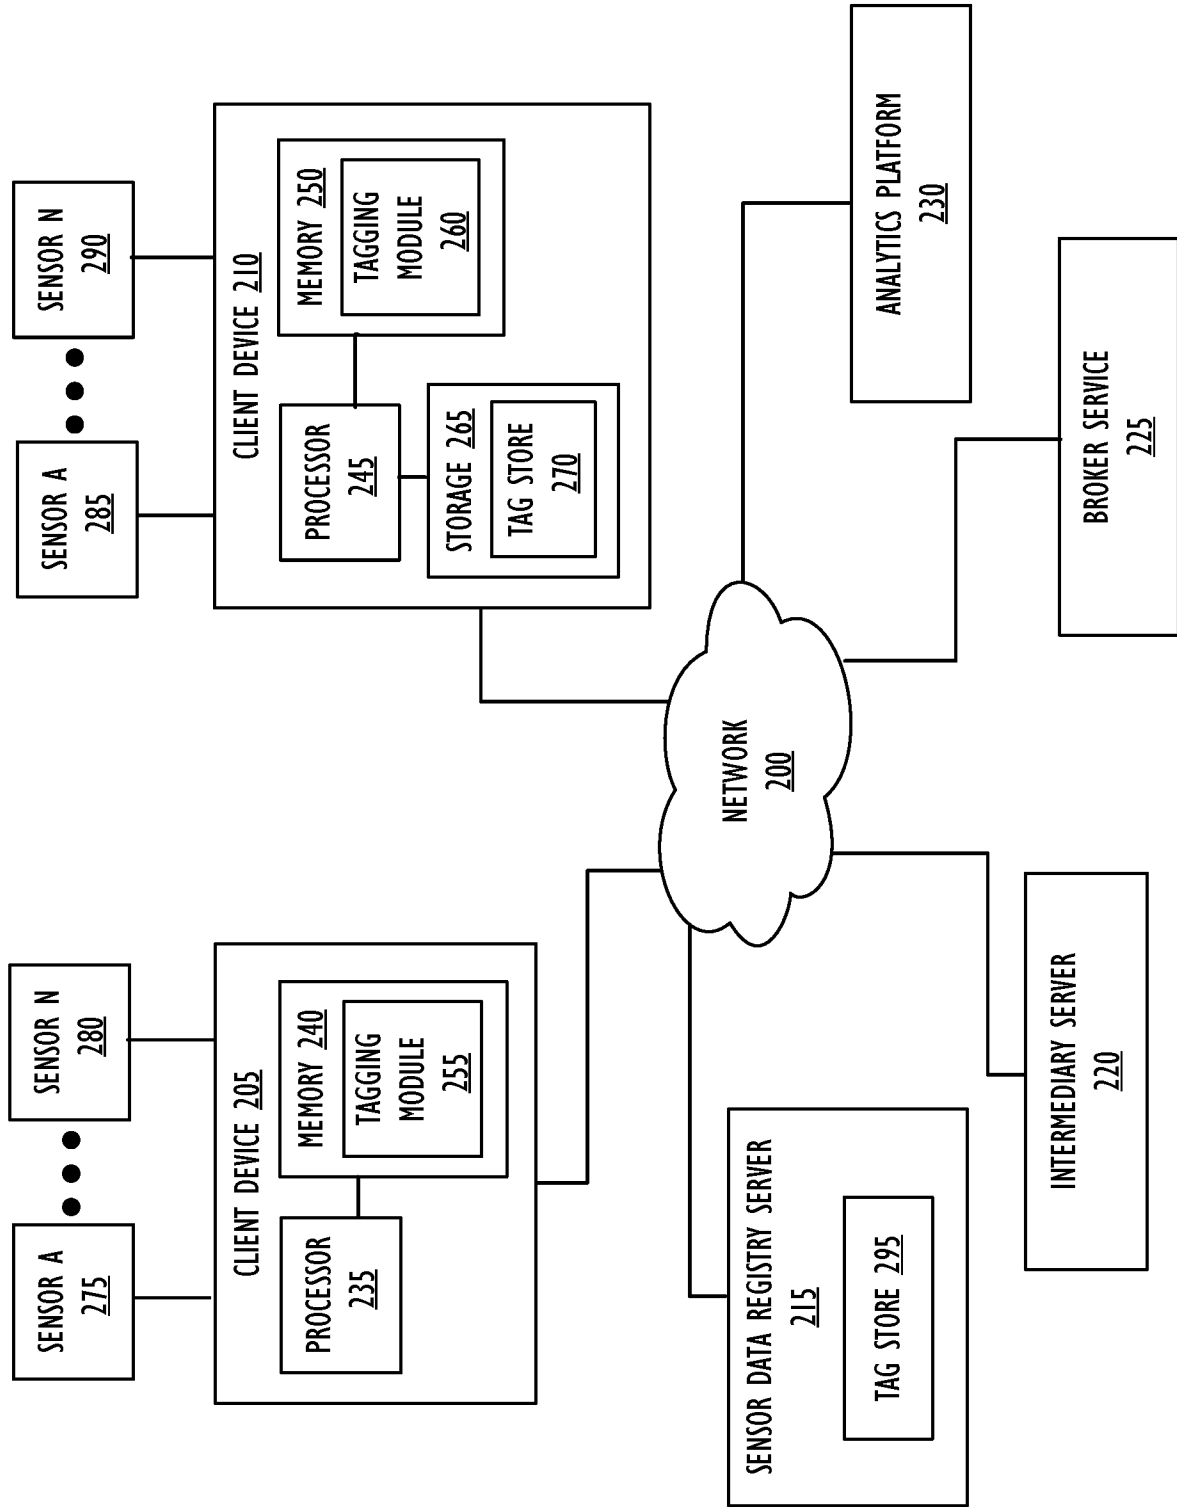 SENSOR A
275
SENSOR N
280
SENSOR A
285
SENSOR N
290
CLIENT DEVICE 205
PROCESSOR
235
MEMORY 240
TAGGING
MODULE
255
CLIENT DEVICE 210
PROCESSOR
245
MEMORY 250
TAGGING
MODULE
260
STORAGE 265
TAG STORE
270
NETWORK
200
SENSOR DATA REGISTRY SERVER
215
TAG STORE 295
INTERMEDIARY SERVER
220
BROKER SERVICE
225
ANALYTICS PLATFORM
230